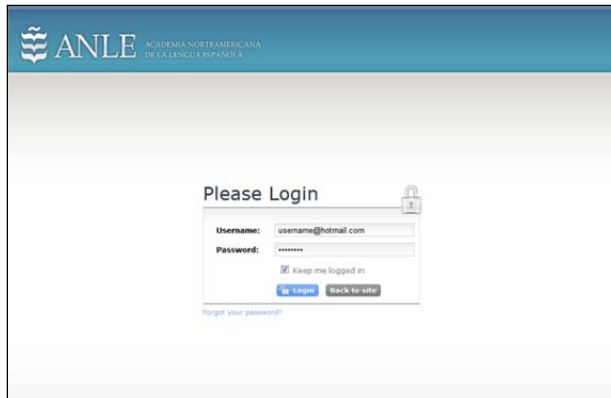 ANLE ACADEMIA NORTEAMERICANA
DE LA LENGUA ESPAÑOLA
Please Login
Username: username@hotmail.com
Password: ••••••••
Keep me logged in
Login Back to site
Forgot your password?